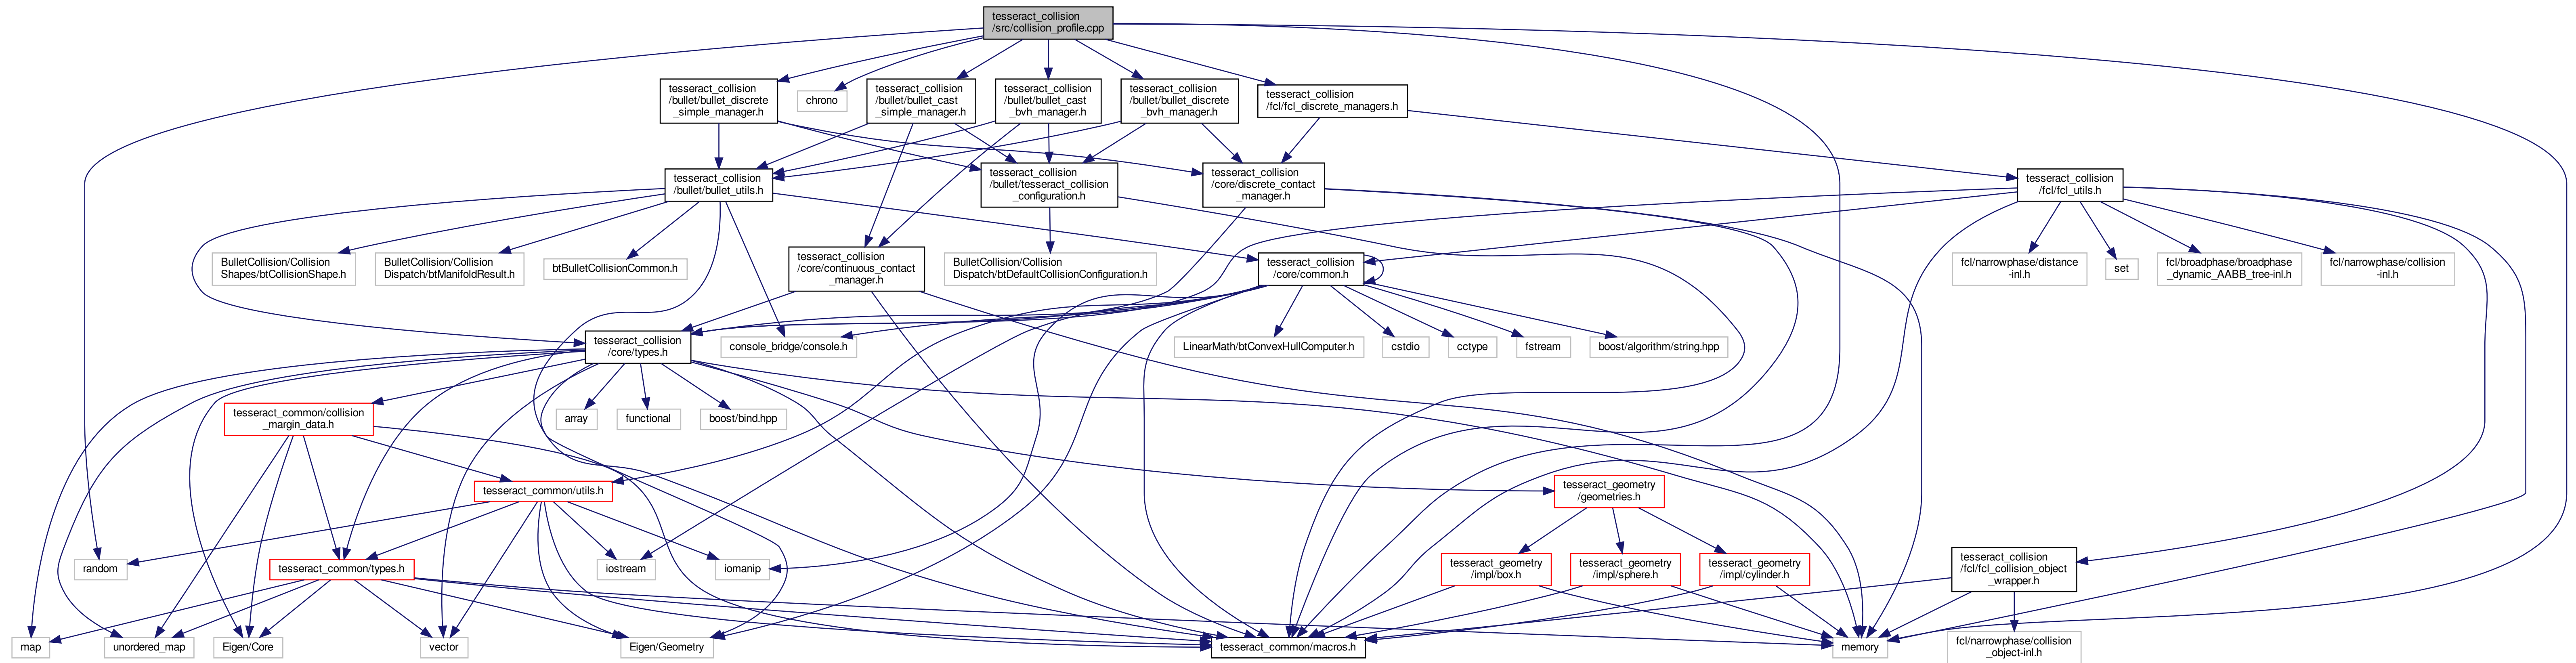 tesseract_collision
/src/collision_profile.cpp
tesseract_collision
/bullet/bullet_discrete
_simple_manager.h
chrono
tesseract_collision
/bullet/bullet_cast
_simple_manager.h
tesseract_collision
/bullet/bullet_cast
_bvh_manager.h
tesseract_collision
/bullet/bullet_discrete
_bvh_manager.h
tesseract_collision
/fcl/fcl_discrete_managers.h
tesseract_collision
/bullet/bullet_utils.h
tesseract_collision
/bullet/tesseract_collision
_configuration.h
tesseract_collision
/core/discrete_contact
_manager.h
tesseract_collision
/fcl/fcl_utils.h
BulletCollision/Collision
Shapes/btCollisionShape.h
BulletCollision/Collision
Dispatch/btManifoldResult.h
btBulletCollisionCommon.h
tesseract_collision
/core/continuous_contact
_manager.h
BulletCollision/Collision
Dispatch/btDefaultCollisionConfiguration.h
tesseract_collision
/core/common.h
fcl/narrowphase/distance
-inl.h
set
fcl/broadphase/broadphase
_dynamic_AABB_tree-inl.h
fcl/narrowphase/collision
-inl.h
tesseract_collision
/core/types.h
console_bridge/console.h
LinearMath/btConvexHullComputer.h
cstdio
cctype
fstream
boost/algorithm/string.hpp
tesseract_common/collision
_margin_data.h
array
functional
boost/bind.hpp
tesseract_common/utils.h
tesseract_geometry
/geometries.h
random
tesseract_common/types.h
iostream
iomanip
tesseract_geometry
/impl/box.h
tesseract_geometry
/impl/sphere.h
tesseract_geometry
/impl/cylinder.h
tesseract_collision
/fcl/fcl_collision_object
_wrapper.h
map
unordered_map
Eigen/Core
vector
Eigen/Geometry
tesseract_common/macros.h
memory
fcl/narrowphase/collision
_object-inl.h